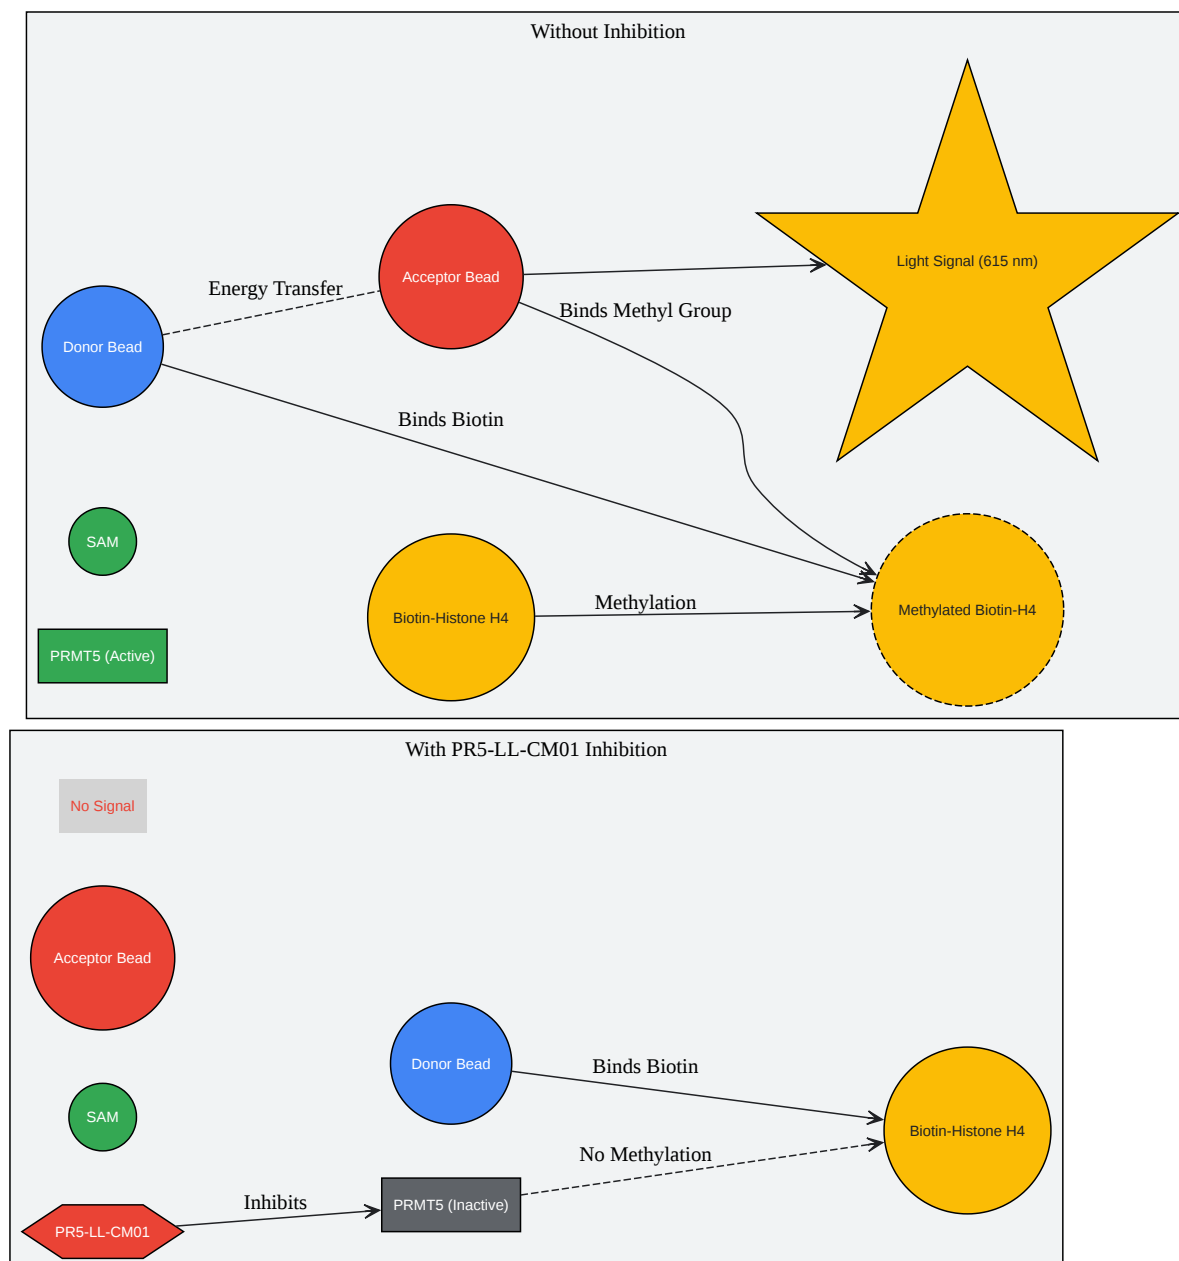 Without Inhibition
Light Signal (615 nm)
Acceptor Bead
Energy Transfer
Binds Methyl Group
Donor Bead
Binds Biotin
SAM
Methylation
Methylated Biotin-H4
Biotin-Histone H4
PRMT5 (Active)
With PR5-LL-CM01 Inhibition
No Signal
Acceptor Bead
Donor Bead
Binds Biotin
SAM
Biotin-Histone H4
No Methylation
Inhibits
PRMT5 (Inactive)
PR5-LL-CM01